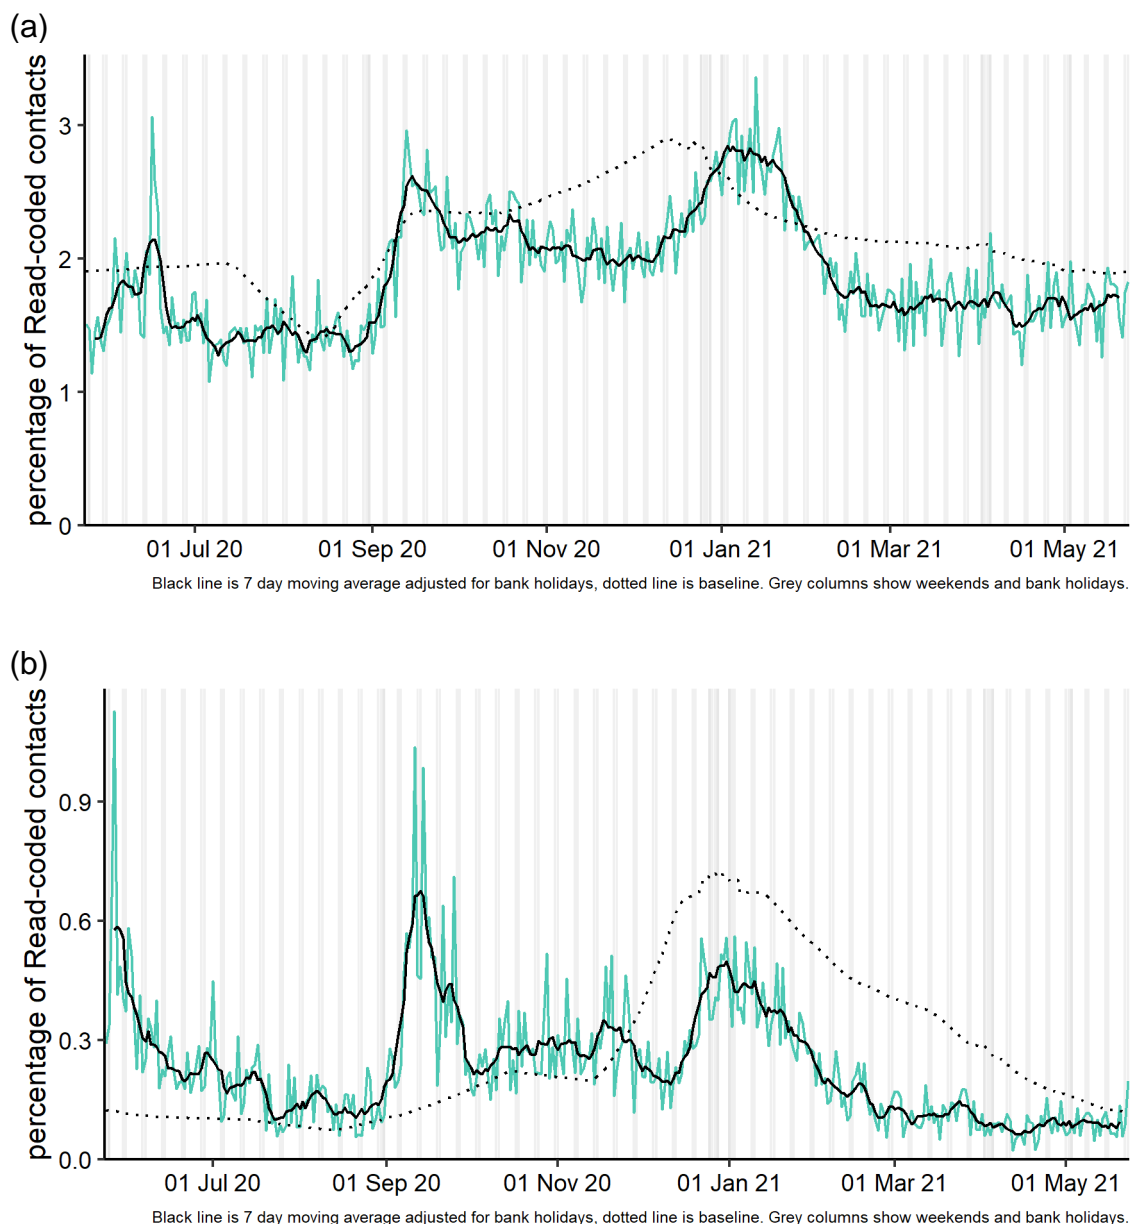 (a)
percentage of Read-coded contacts
3
2
1
0
01 Jul 20 01 Sep 20 01 Nov 20 01 Jan 21 01 Mar 21 01 May 21
Black line is 7 day moving average adjusted for bank holidays, dotted line is baseline. Grey columns show weekends and bank holidays.
(b)
percentage of Read-coded contacts
0.9
0.6
0.3
0.0
01 Jul 20 01 Sep 20 01 Nov 20 01 Jan 21 01 Mar 21 01 May 21
Black line is 7 day moving average adjusted for bank holidays, dotted line is baseline. Grey columns show weekends and bank holidays.